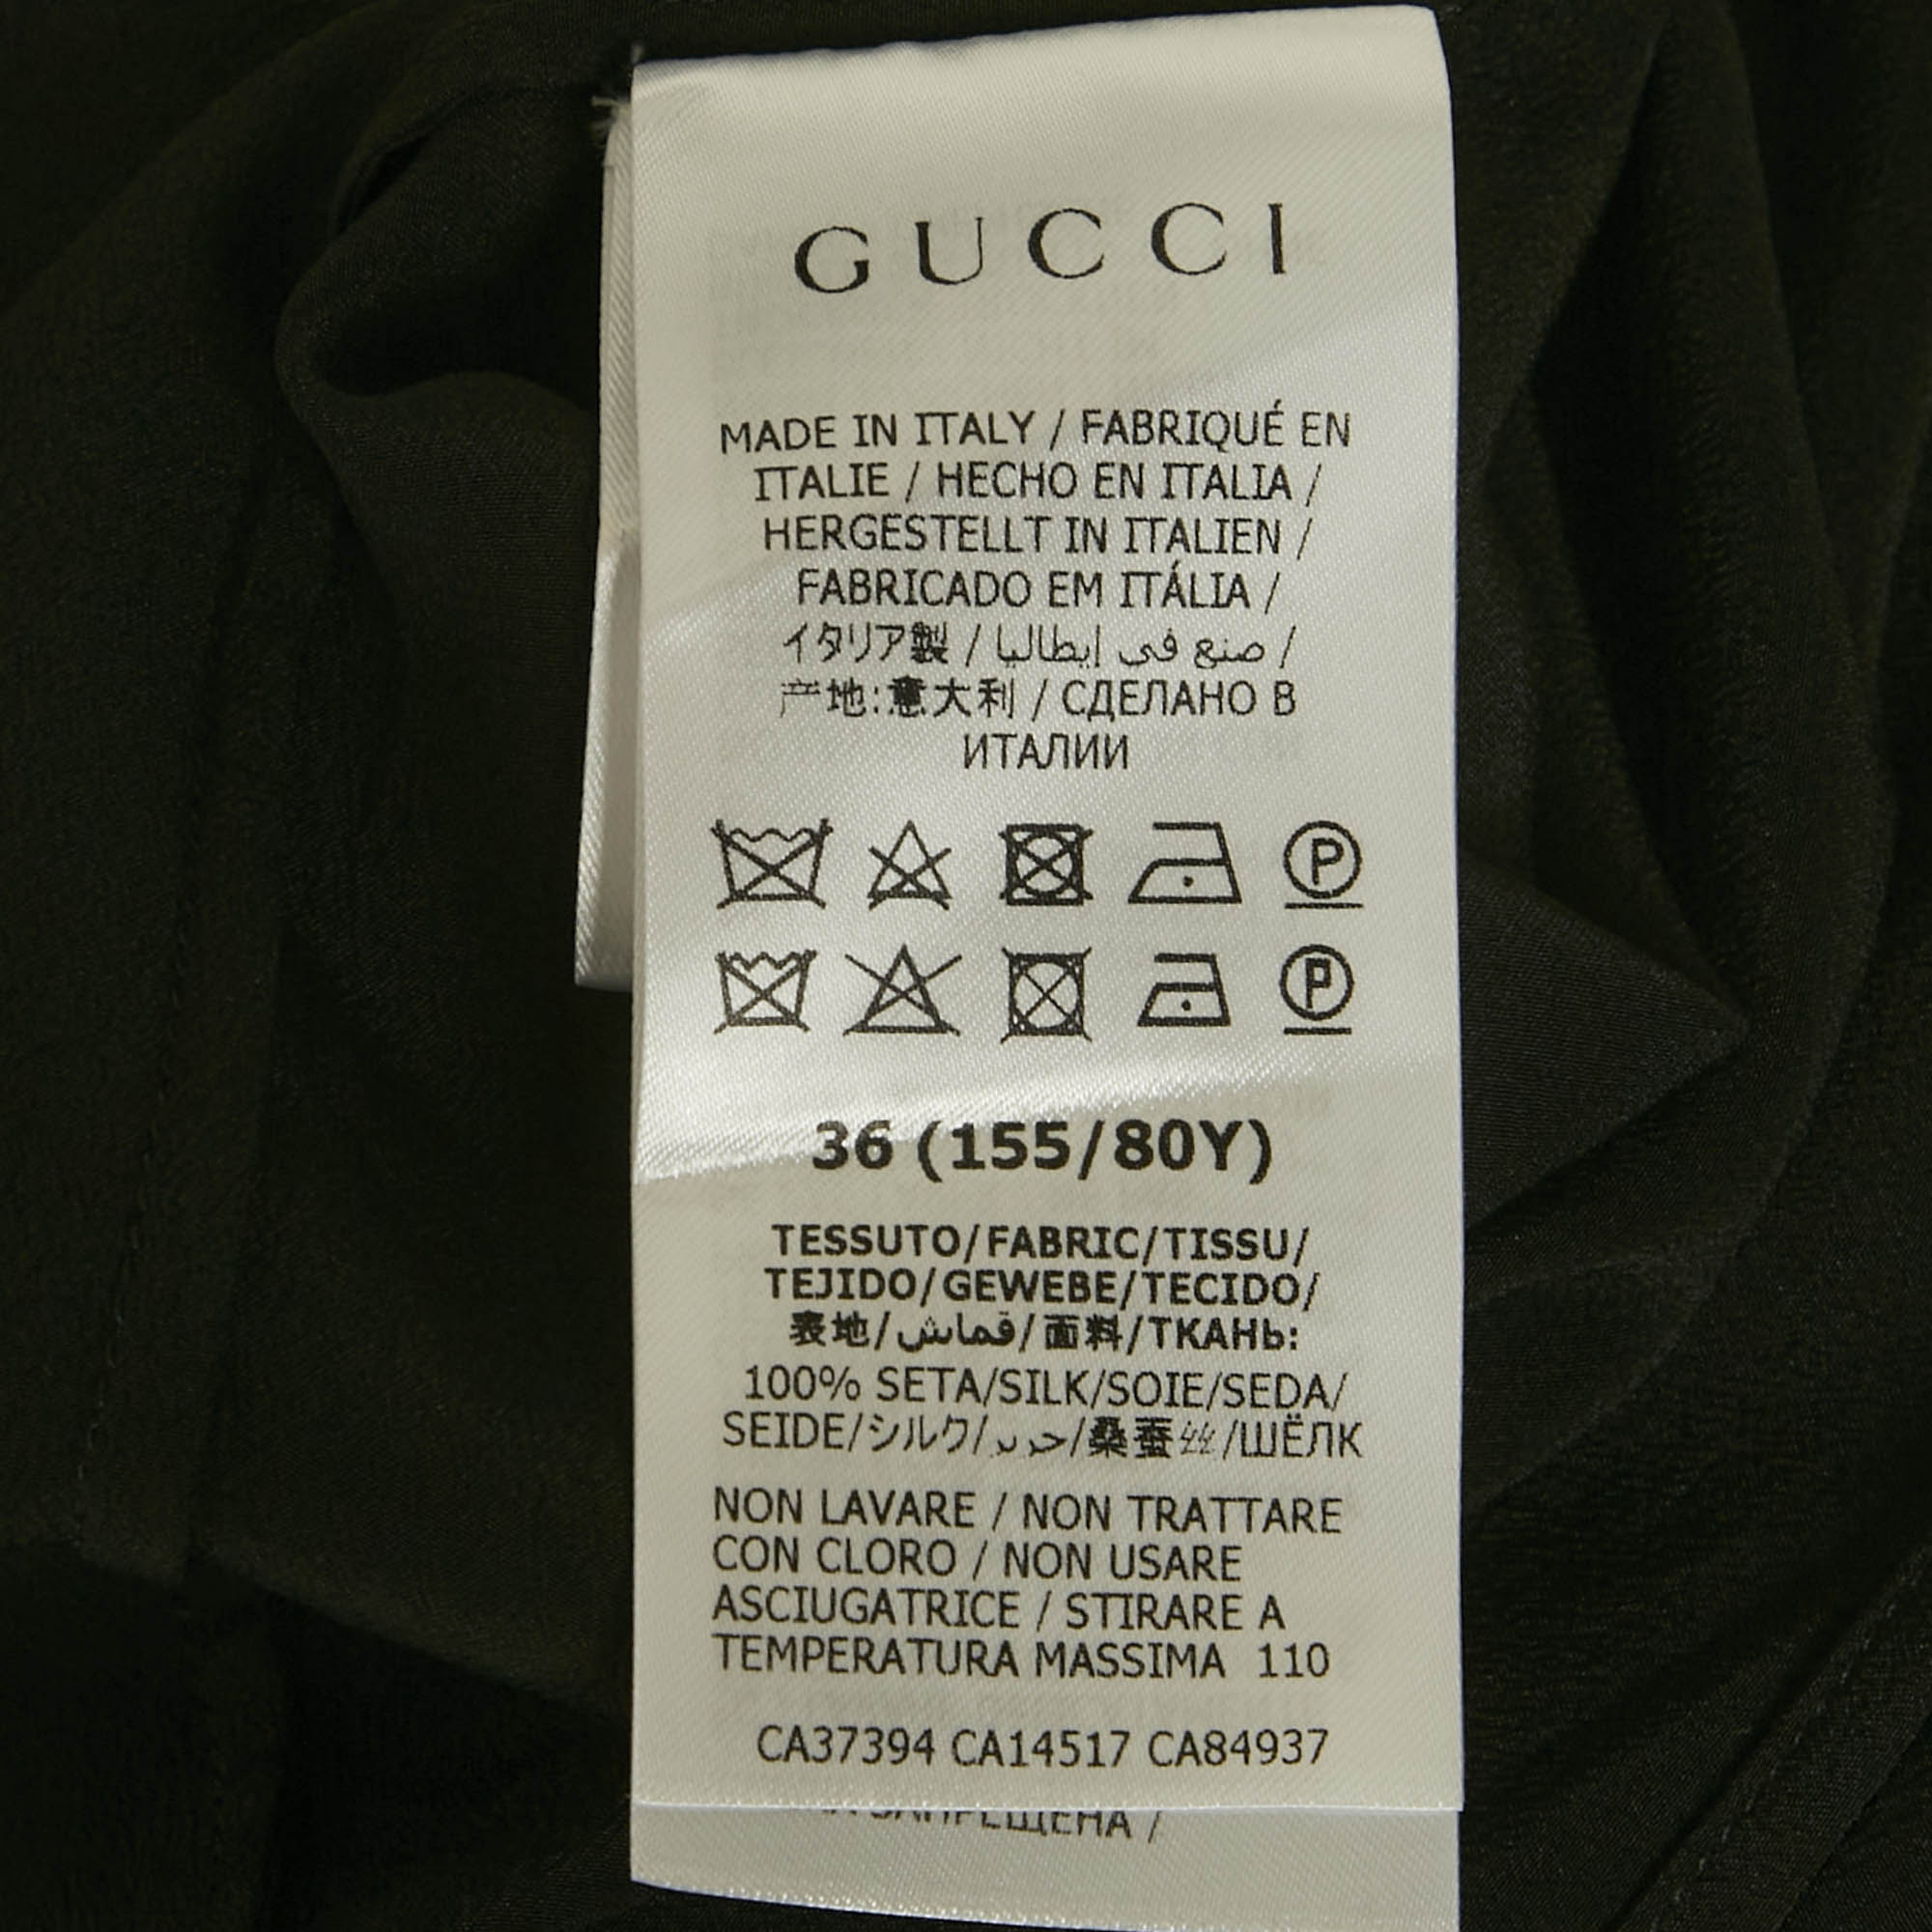 GUCCI
MADE IN ITALY / FABRIQUÉ EN
ITALIE / HECHO EN ITALIA /
HERGESTELLT IN ITALIEN /
FABRICADO EM ITÁLIA /
イタリア製 / صنع في إيطاليا /
产地:意大利 / СДЕЛАНО В
ИТАЛИИ
P
P
36 (155/80Y)
TESSUTO/FABRIC/TISSU/
TEJIDO/GEWEBE/TECIDO/
表地/قماش/面料/ТКАНЬ:
100% SETA/SILK/SOIE/SEDA/
SEIDE/シルク/حرير/桑蚕丝/ШЁЛК
NON LAVARE / NON TRATTARE
CON CLORO / NON USARE
ASCIUGATRICE / STIRARE A
TEMPERATURA MASSIMA 110
CA37394 CA14517 CA84937
ЗАПРЕЩЕНА /